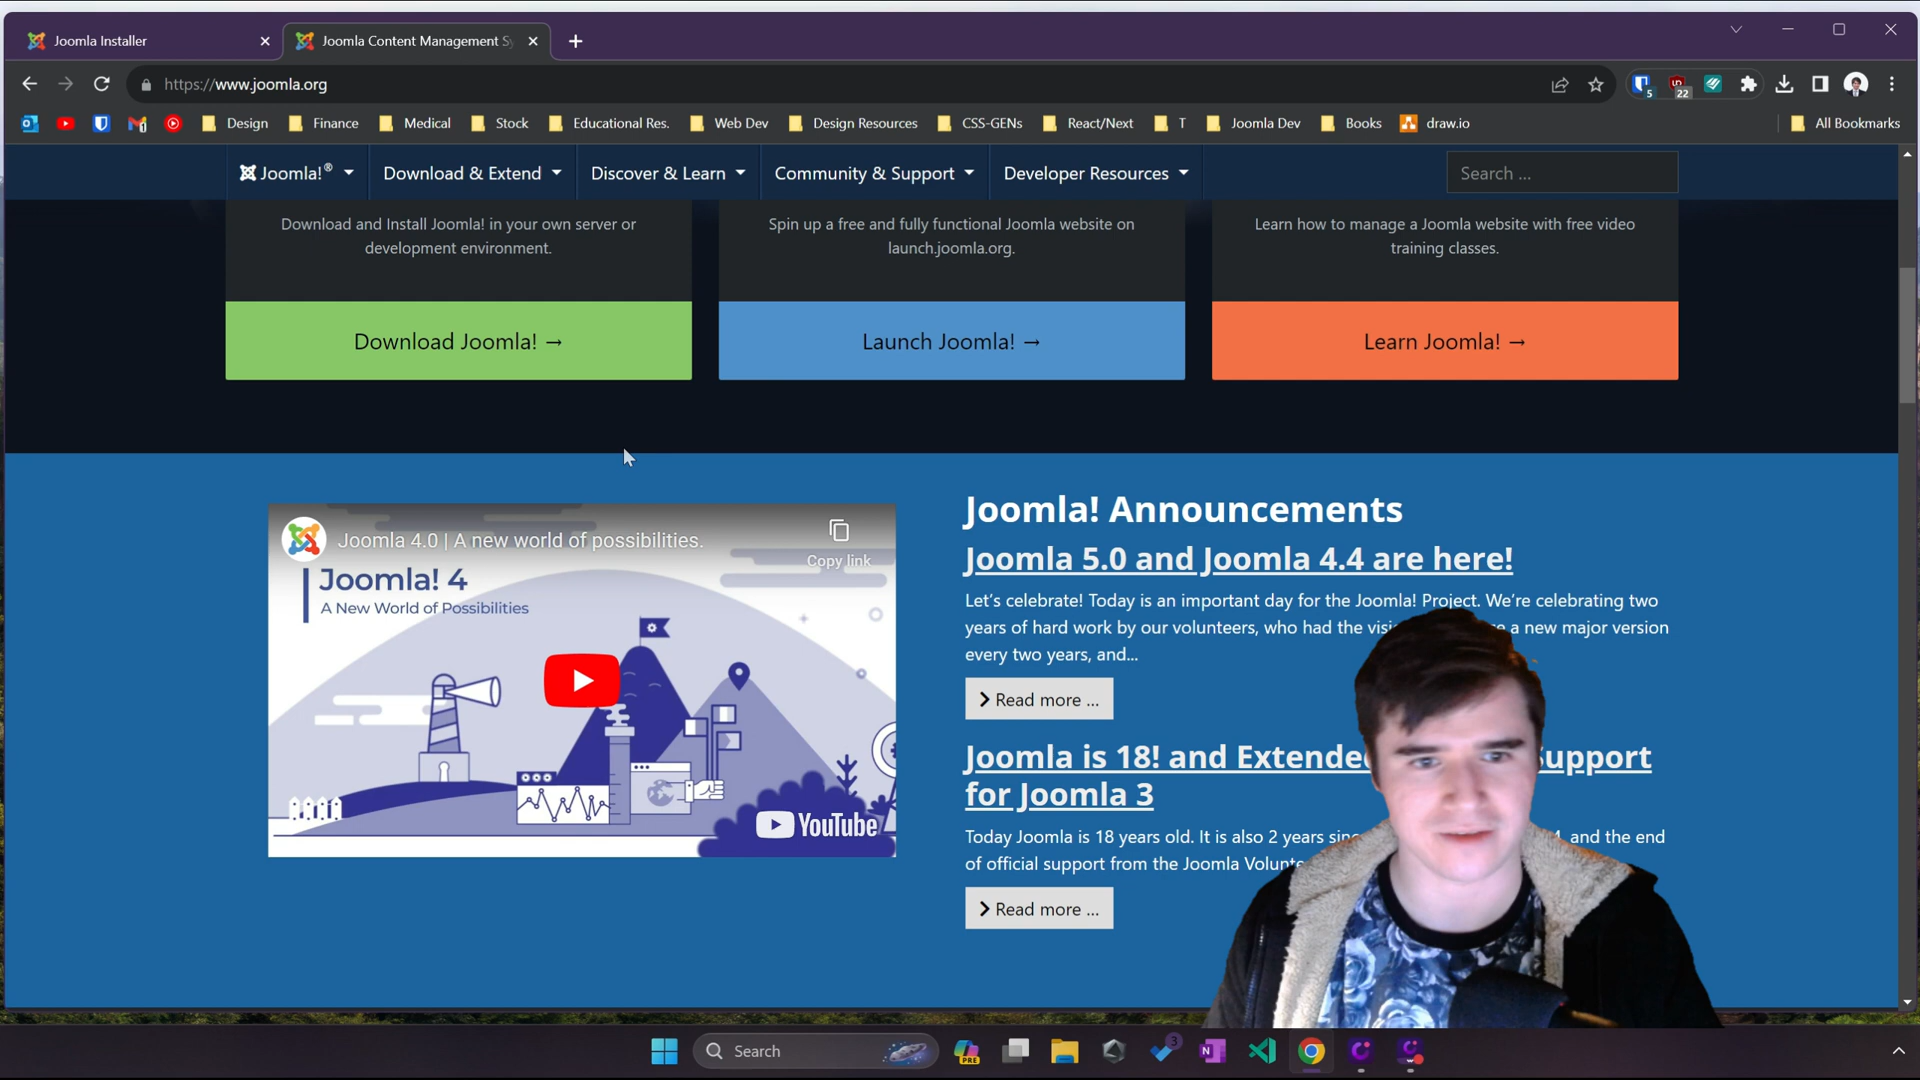 Joomla Installer
Joomla Content Management Sy
https://www.joomla.org
5
22
Design
Finance
Medical
Stock
Educational Res.
Web Dev
Design Resources
CSS-GENs
React/Next
T
Joomla Dev
Books
draw.io
All Bookmarks
Joomla!®
Download & Extend
Discover & Learn
Community & Support
Developer Resources
Search ...
Download and Install Joomla! in your own server or
development environment.
Spin up a free and fully functional Joomla website on
launch.joomla.org.
Learn how to manage a Joomla website with free video
training classes.
Download Joomla! →
Launch Joomla! →
Learn Joomla! →
Joomla 4.0 | A new world of possibilities.
Copy link
Joomla! 4
A New World of Possibilities
YouTube
Joomla! Announcements
Joomla 5.0 and Joomla 4.4 are here!
Let's celebrate! Today is an important day for the Joomla! Project. We're celebrating two
years of hard work by our volunteers, who had the a new major version
every two years, and...
Read more ...
Joomla is 18! and Extended Support
for Joomla 3
Today Joomla is 18 years old. It is also 2 years and the end
of official support from the Joomla
Read more ...
Search
PRE
3